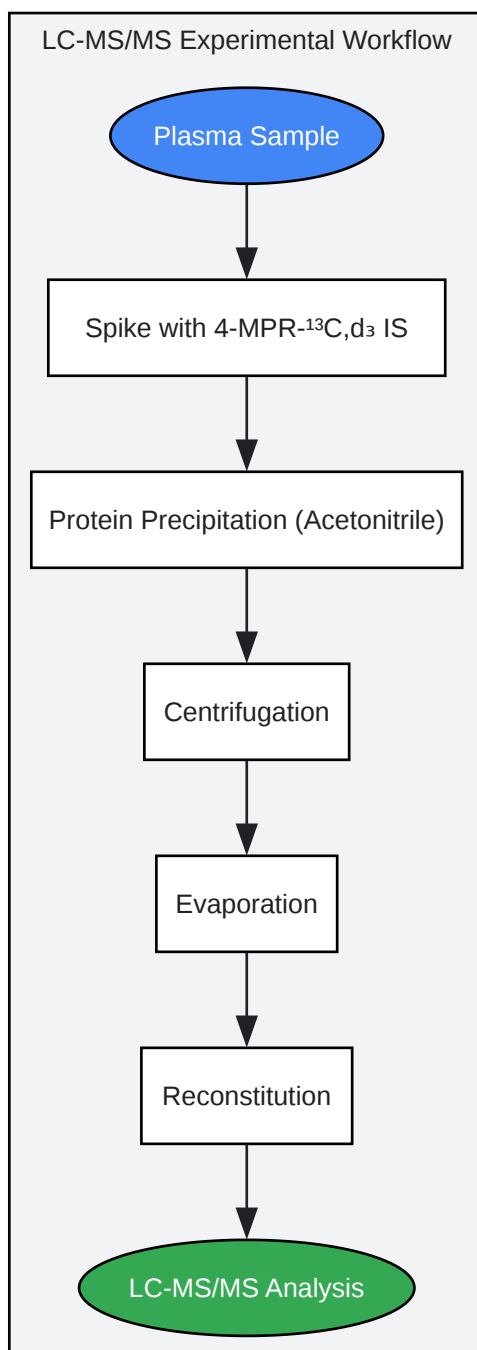 LC-MS/MS Experimental Workflow
Plasma Sample
Spike with 4-MPR-¹³C,d₃ IS
Protein Precipitation (Acetonitrile)
Centrifugation
Evaporation
Reconstitution
LC-MS/MS Analysis